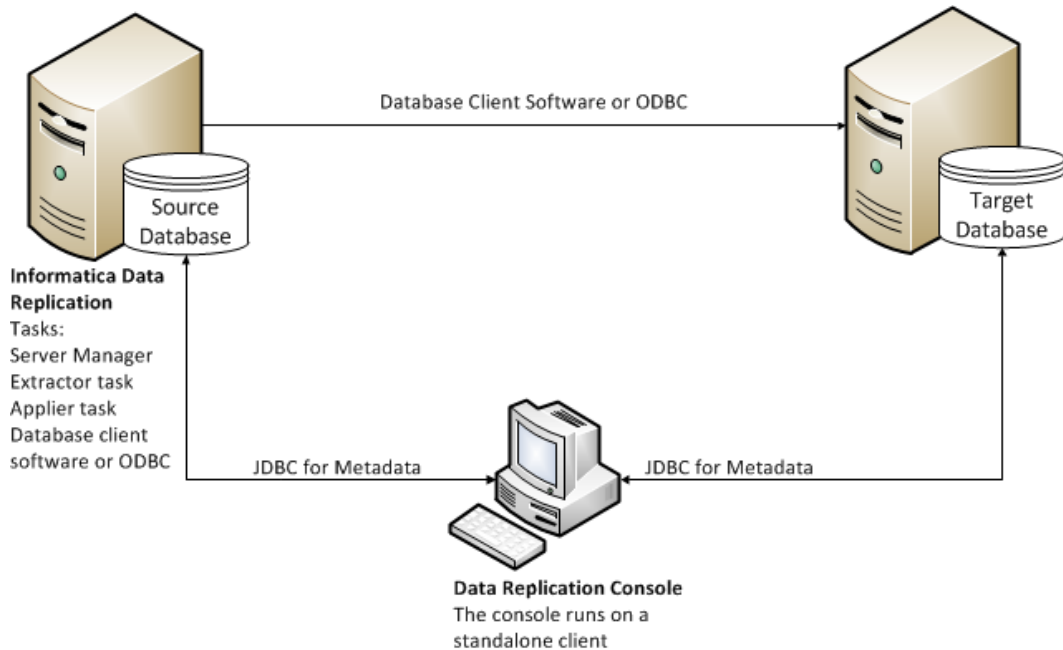 Database Client Software or ODBC
Source
Database
Target
Database
Informatica Data
Replication
Tasks:
Server Manager
Extractor task
Applier task
Database client
software or ODBC
JDBC for Metadata
JDBC for Metadata
Data Replication Console
The console runs on a
standalone client